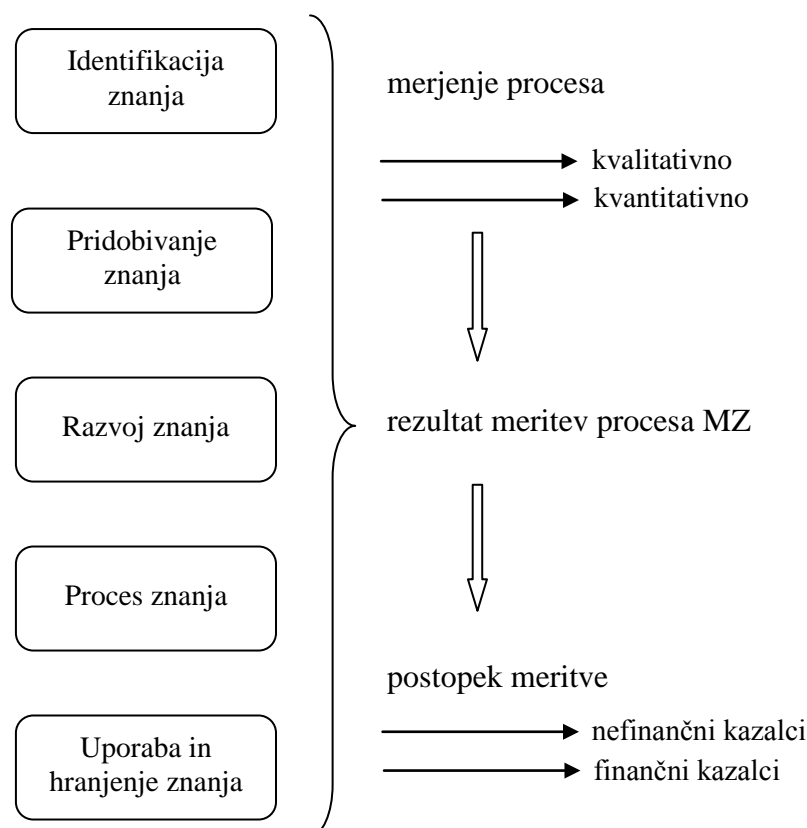 Identifikacija
znanja
Pridobivanje
znanja
Razvoj znanja
Proces znanja
Uporaba in
hranjenje znanja
merjenje procesa
kvalitativno
kvantitativno
rezultat meritev procesa MZ
postopek meritve
nefinančni kazalci
finančni kazalci